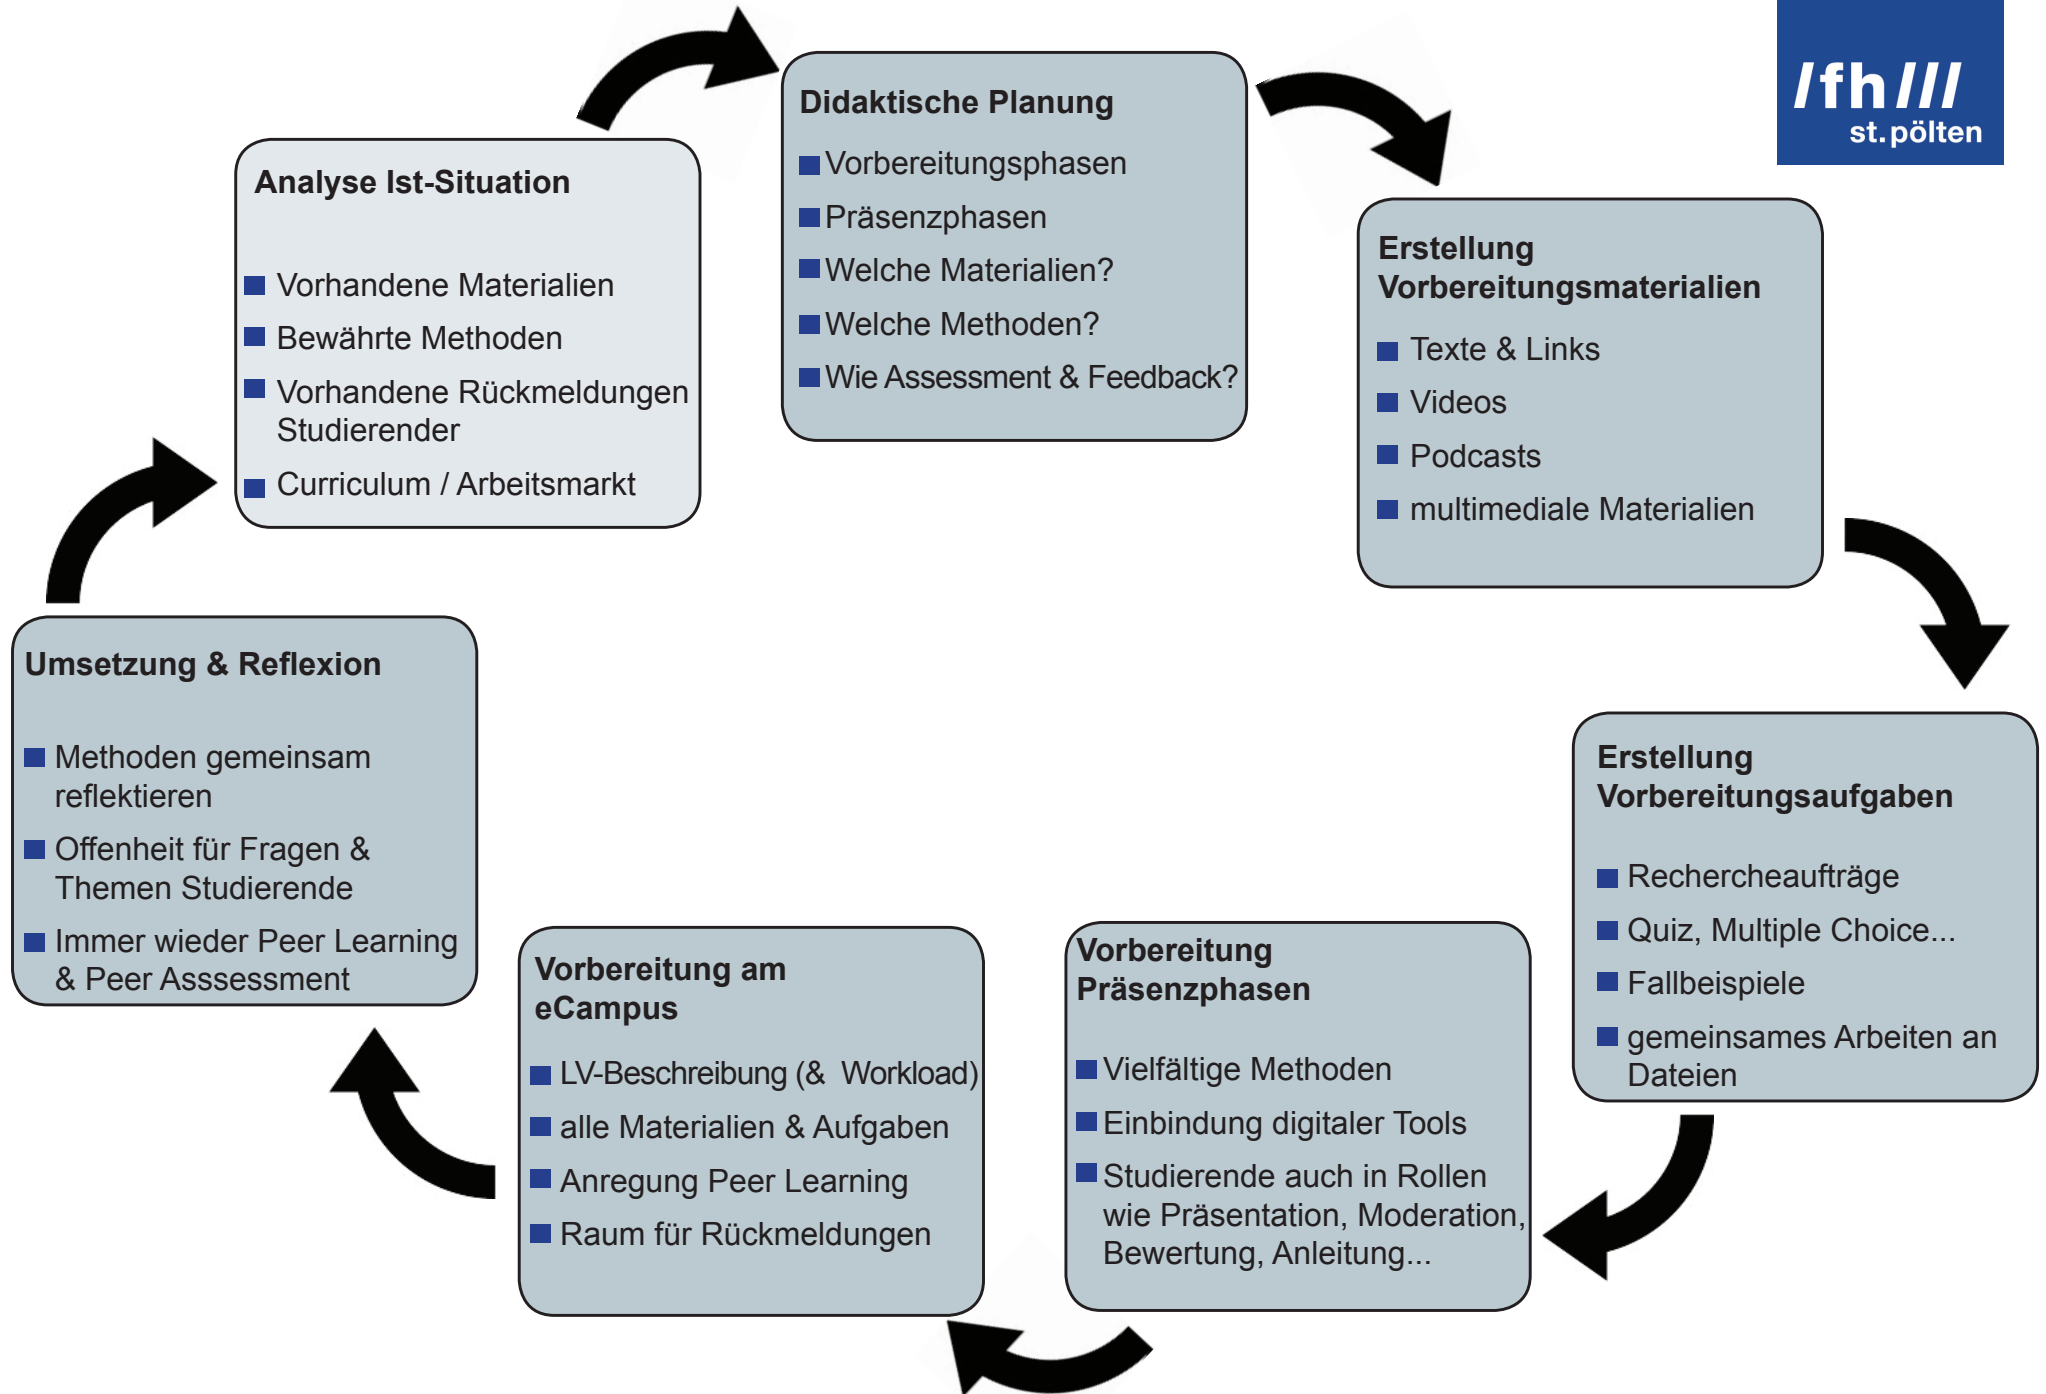 /fh///
st.pölten
Analyse Ist-Situation
Vorhandene Materialien
Bewährte Methoden
Vorhandene Rückmeldungen
Studierender
Curriculum / Arbeitsmarkt
Didaktische Planung
Vorbereitungsphasen
Präsenzphasen
Welche Materialien?
Welche Methoden?
Wie Assessment & Feedback?
Erstellung
Vorbereitungsmaterialien
Texte & Links
Videos
Podcasts
multimediale Materialien
Erstellung
Vorbereitungsaufgaben
Rechercheaufträge
Quiz, Multiple Choice...
Fallbeispiele
gemeinsames Arbeiten an
Dateien
Vorbereitung
Präsenzphasen
Vielfältige Methoden
Einbindung digitaler Tools
Studierende auch in Rollen
wie Präsentation, Moderation,
Bewertung, Anleitung...
Vorbereitung am
eCampus
LV-Beschreibung (& Workload)
alle Materialien & Aufgaben
Anregung Peer Learning
Raum für Rückmeldungen
Umsetzung & Reflexion
Methoden gemeinsam
reflektieren
Offenheit für Fragen &
Themen Studierende
Immer wieder Peer Learning
& Peer Asssessment